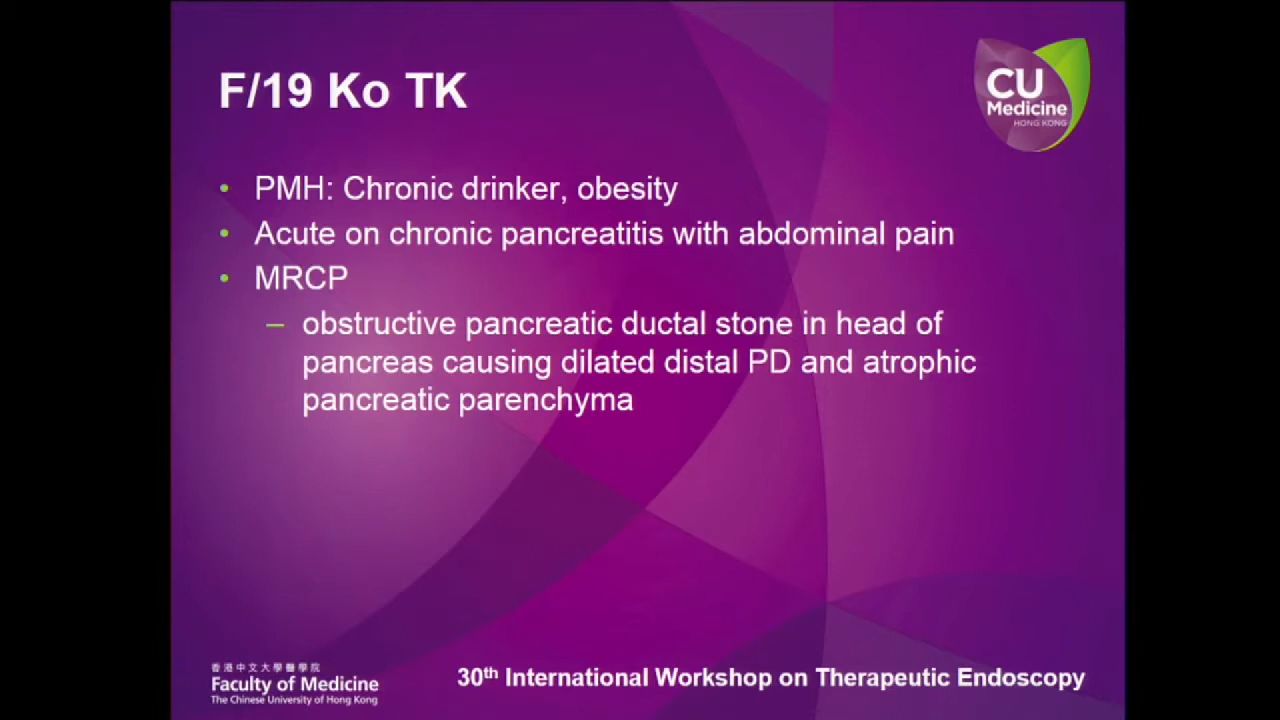 F/19 Ko TK
CU
Medicine
HONG KONG
• PMH: Chronic drinker, obesity
• Acute on chronic pancreatitis with abdominal pain
• MRCP
– obstructive pancreatic ductal stone in head of
pancreas causing dilated distal PD and atrophic
pancreatic parenchyma
香港中文大學醫學院
Faculty of Medicine
The Chinese University of Hong Kong
30th International Workshop on Therapeutic Endoscopy